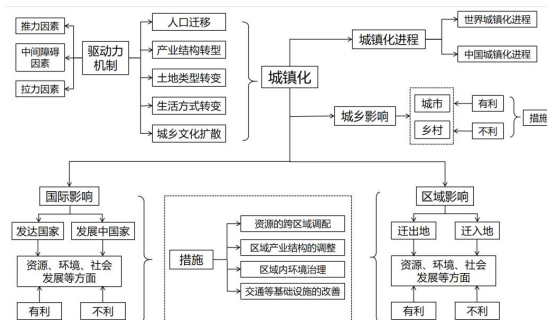 推力因素
中间障碍
因素
拉力因素
驱动力
机制
人口迁移
产业结构转型
土地类型转变
生活方式转变
城乡文化扩散
城镇化
城镇化进程
世界城镇化进程
中国城镇化进程
城乡影响
城市
乡村
有利
不利
措施
国际影响
发达国家
发展中国家
资源、环境、社会
发展等方面
有利
不利
措施
资源的跨区域调配
区域产业结构的调整
区域内环境治理
交通等基础设施的改善
区域影响
迁出地
迁入地
资源、环境、社会
发展等方面
有利
不利